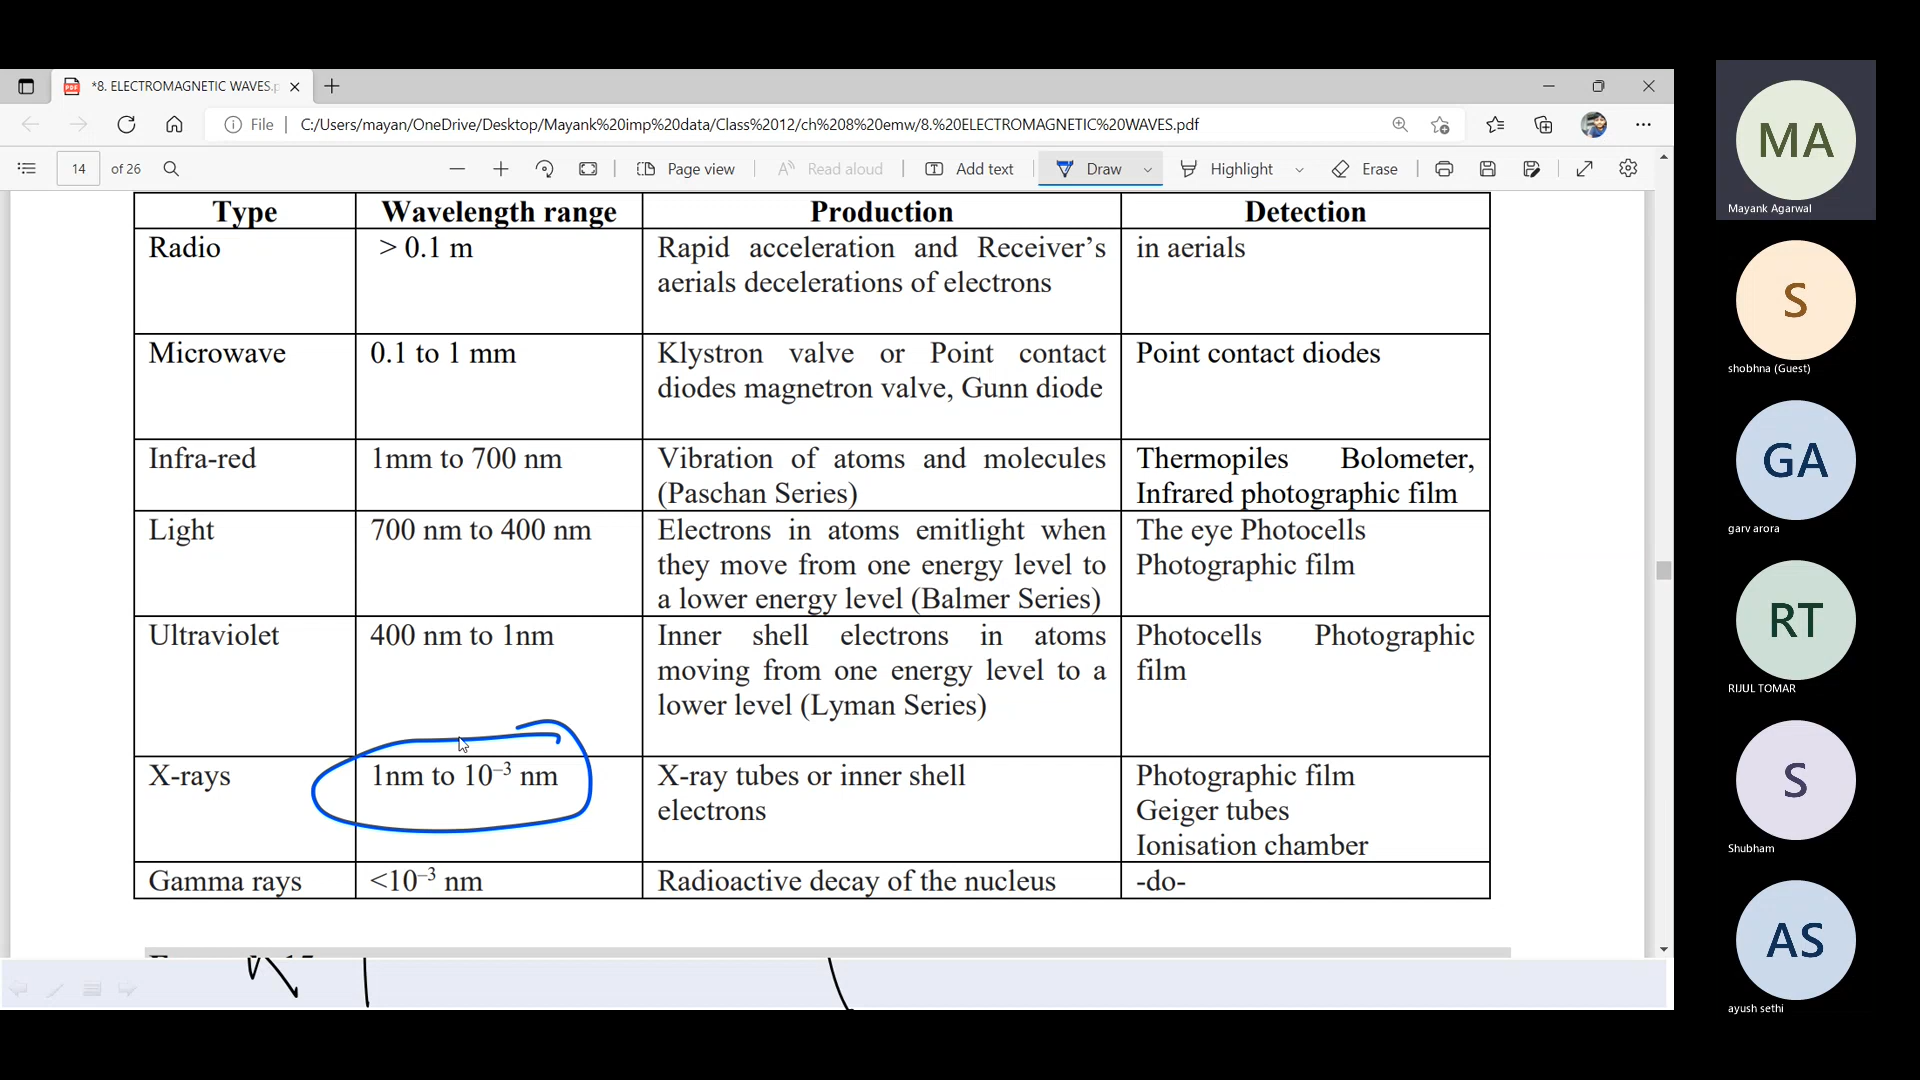 *8. ELECTROMAGNETIC WAVES.p
File
C:/Users/mayan/OneDrive/Desktop/Mayank%20imp%20data/Class%2012/ch%208%20emw/8.%20ELECTROMAGNETIC%20WAVES.pdf
14 of 26 Page view Read aloud Add text Draw Highlight Erase
Type Wavelength range Production Detection
Radio > 0.1 m Rapid acceleration and Receiver's in aerials
aerials decelerations of electrons
Microwave 0.1 to 1 mm Klystron valve or Point contact Point contact diodes
diodes magnetron valve, Gunn diode
Infra-red 1mm to 700 nm Vibration of atoms and molecules Thermopiles Bolometer,
(Paschan Series) Infrared photographic film
Light 700 nm to 400 nm Electrons in atoms emitlight when The eye Photocells
they move from one energy level to Photographic film
a lower energy level (Balmer Series)
Ultraviolet 400 nm to 1nm Inner shell electrons in atoms Photocells Photographic
moving from one energy level to a film
lower level (Lyman Series)
X-rays 1nm to 10⁻³ nm X-ray tubes or inner shell Photographic film
electrons Geiger tubes
Ionisation chamber
Gamma rays <10⁻³ nm Radioactive decay of the nucleus -do-
MA
Mayank Agarwal
S
shobhna (Guest)
GA
garv arora
RT
RIJUL TOMAR
S
Shubham
AS
ayush sethi